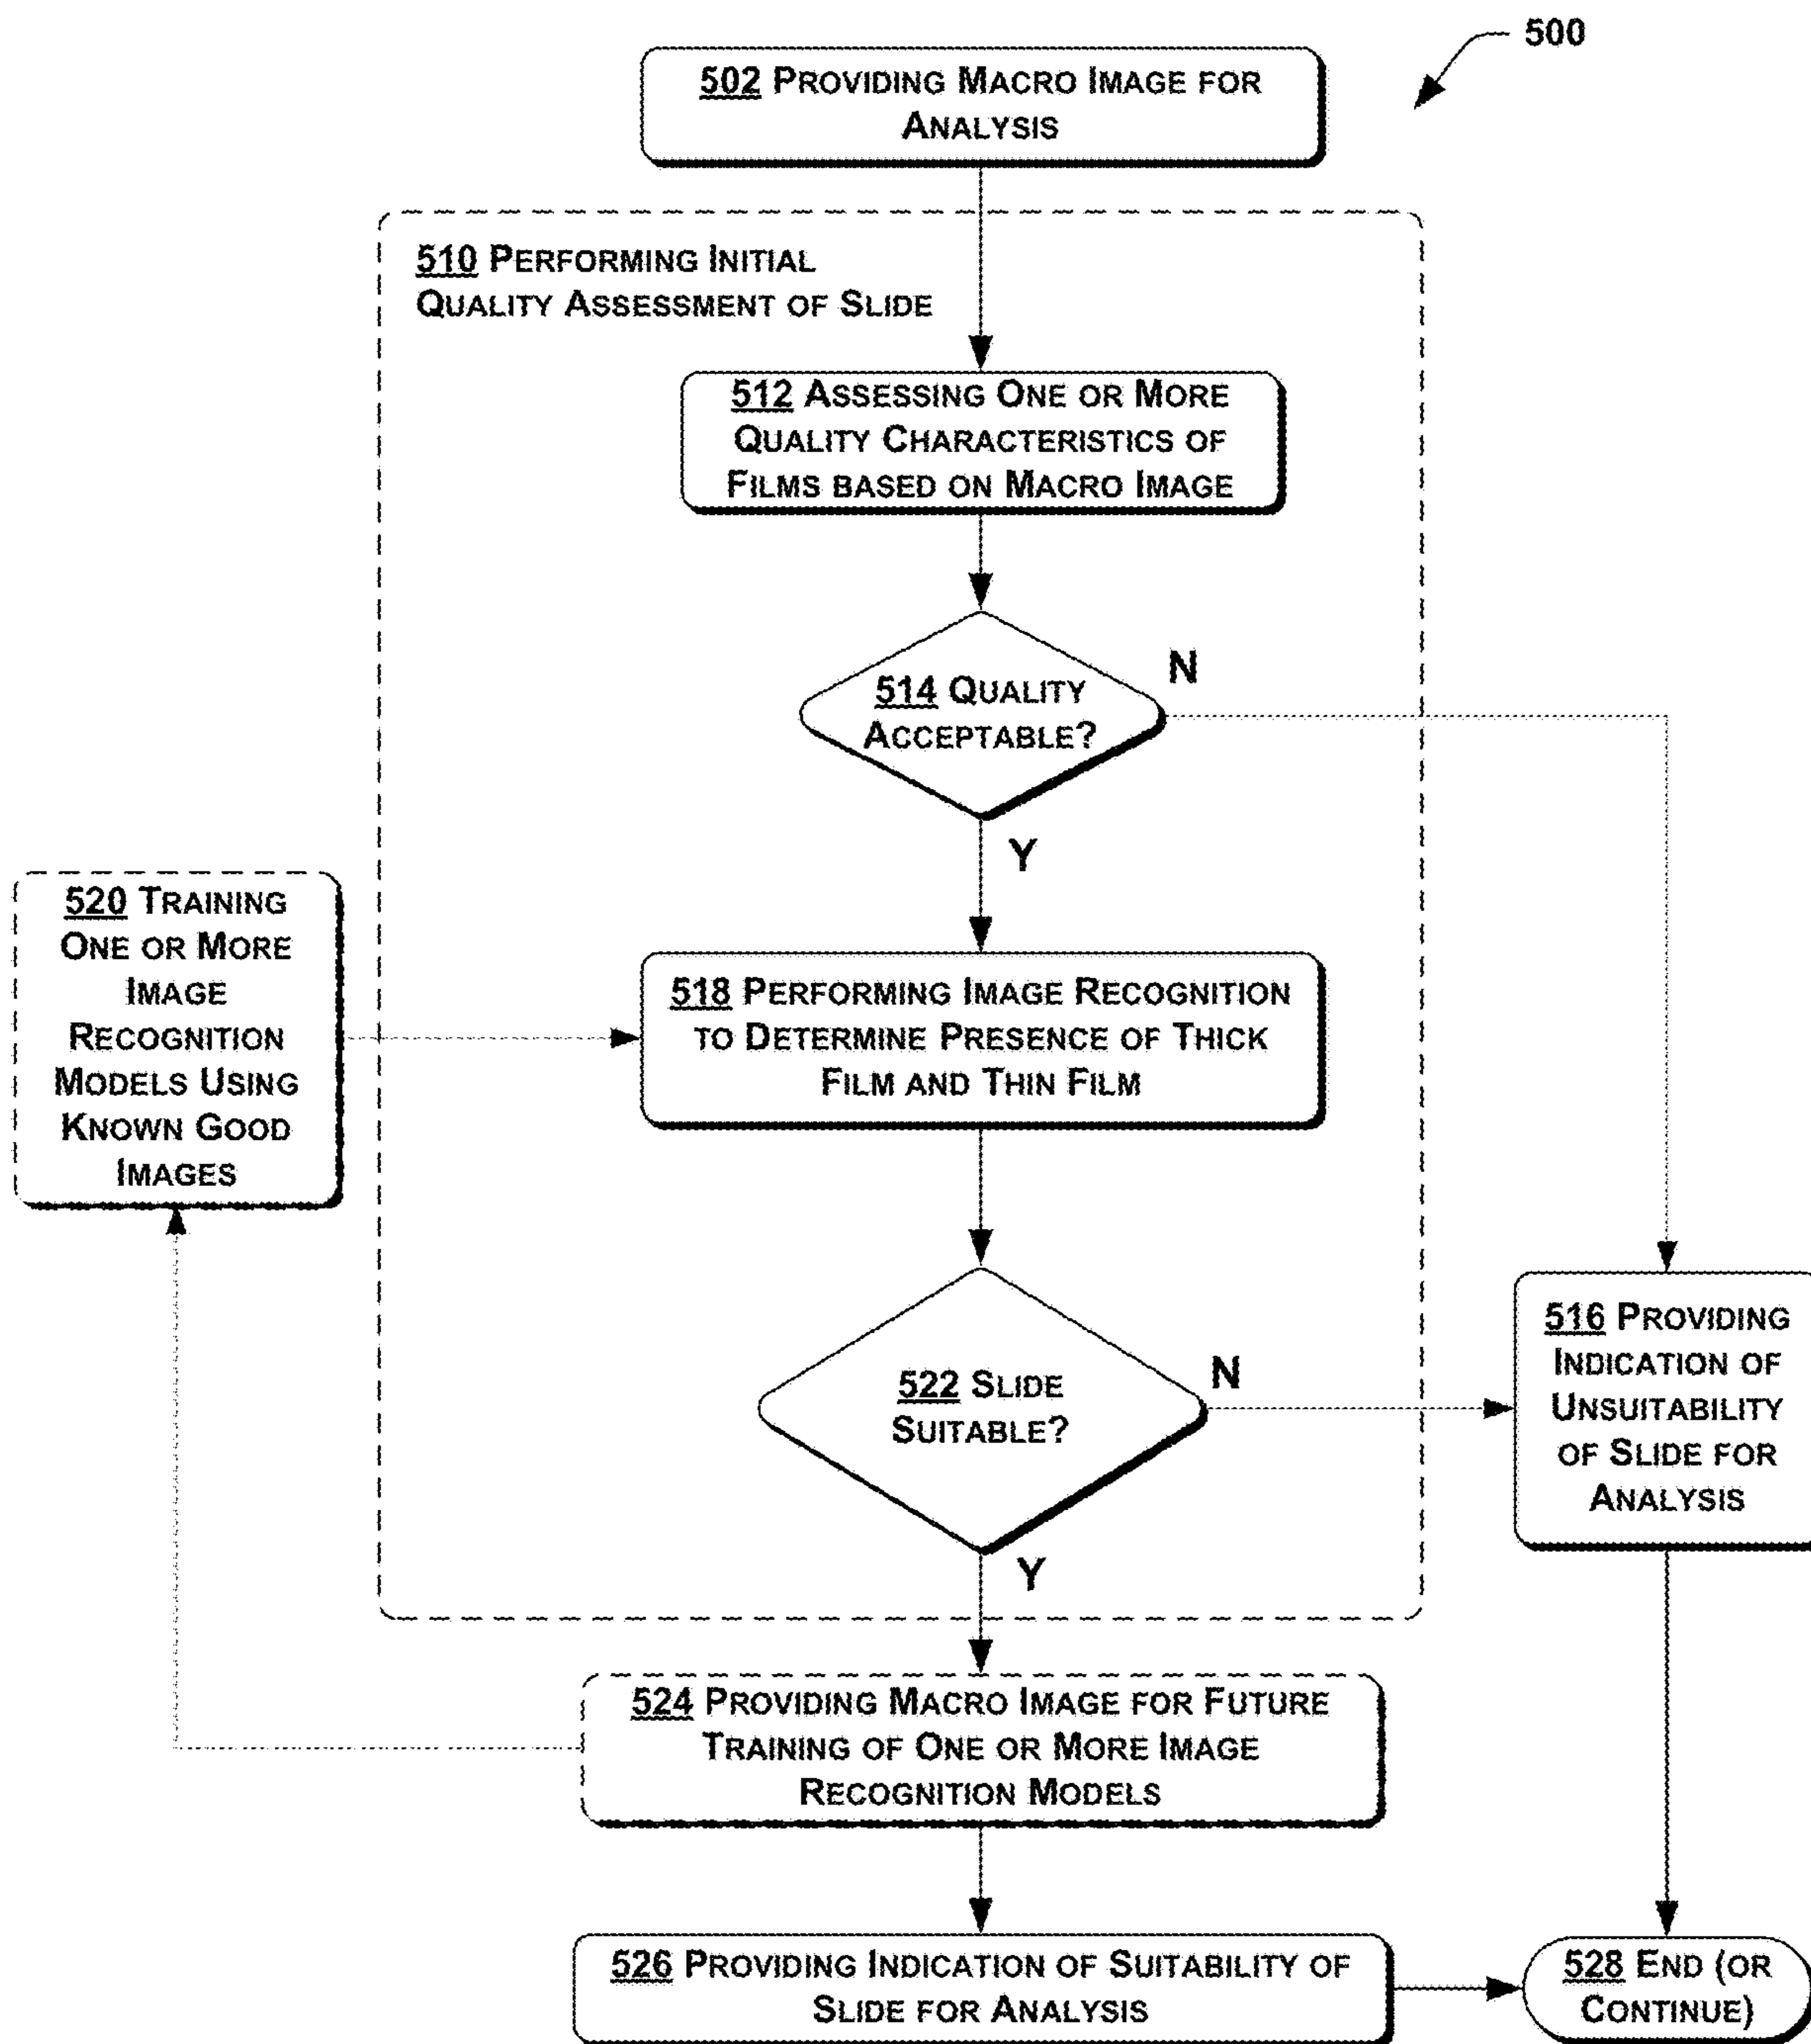 500
502 PROVIDING MACRO IMAGE FOR
ANALYSIS
510 PERFORMING INITIAL
QUALITY ASSESSMENT OF SLIDE
512 ASSESSING ONE OR MORE
QUALITY CHARACTERISTICS OF
FILMS BASED ON MACRO IMAGE
514 QUALITY
ACCEPTABLE?
N
Y
520 TRAINING
ONE OR MORE
IMAGE
RECOGNITION
MODELS USING
KNOWN GOOD
IMAGES
518 PERFORMING IMAGE RECOGNITION
TO DETERMINE PRESENCE OF THICK
FILM AND THIN FILM
522 SLIDE
SUITABLE?
N
Y
516 PROVIDING
INDICATION OF
UNSUITABILITY
OF SLIDE FOR
ANALYSIS
524 PROVIDING MACRO IMAGE FOR FUTURE
TRAINING OF ONE OR MORE IMAGE
RECOGNITION MODELS
526 PROVIDING INDICATION OF SUITABILITY OF
SLIDE FOR ANALYSIS
528 END (OR
CONTINUE)